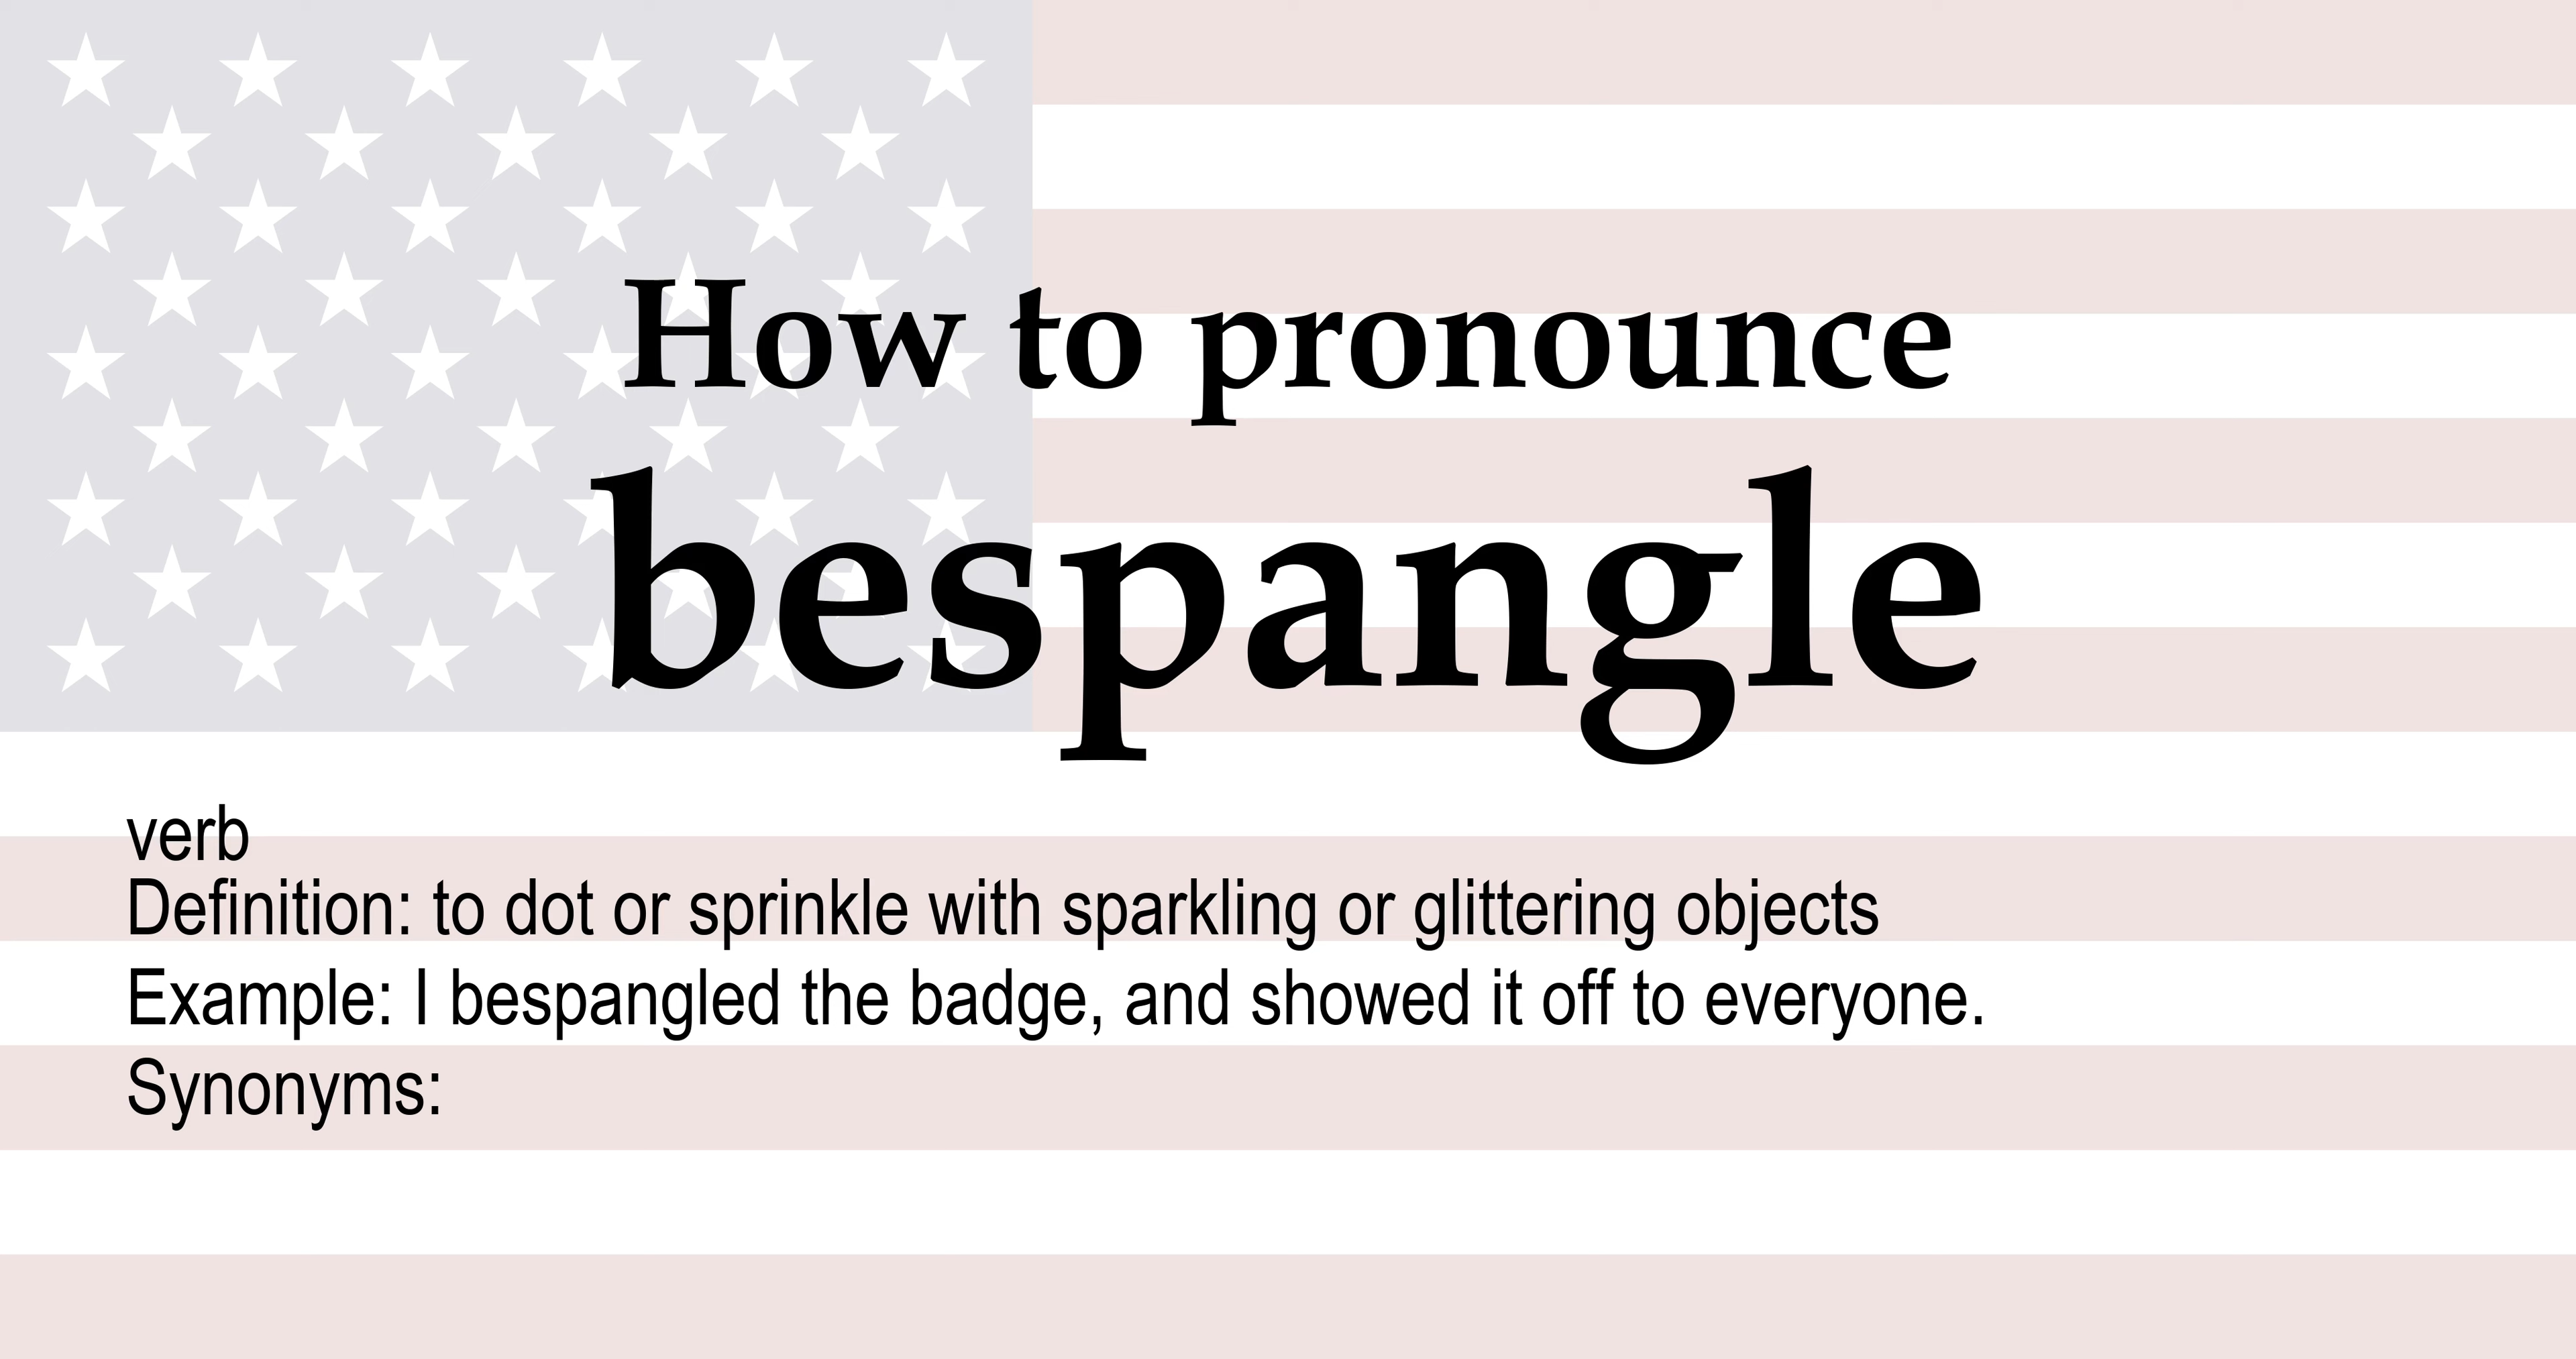 How to pronounce
bespangle
verb
Definition: to dot or sprinkle with sparkling or glittering objects
Example: I bespangled the badge, and showed it off to everyone.
Synonyms: